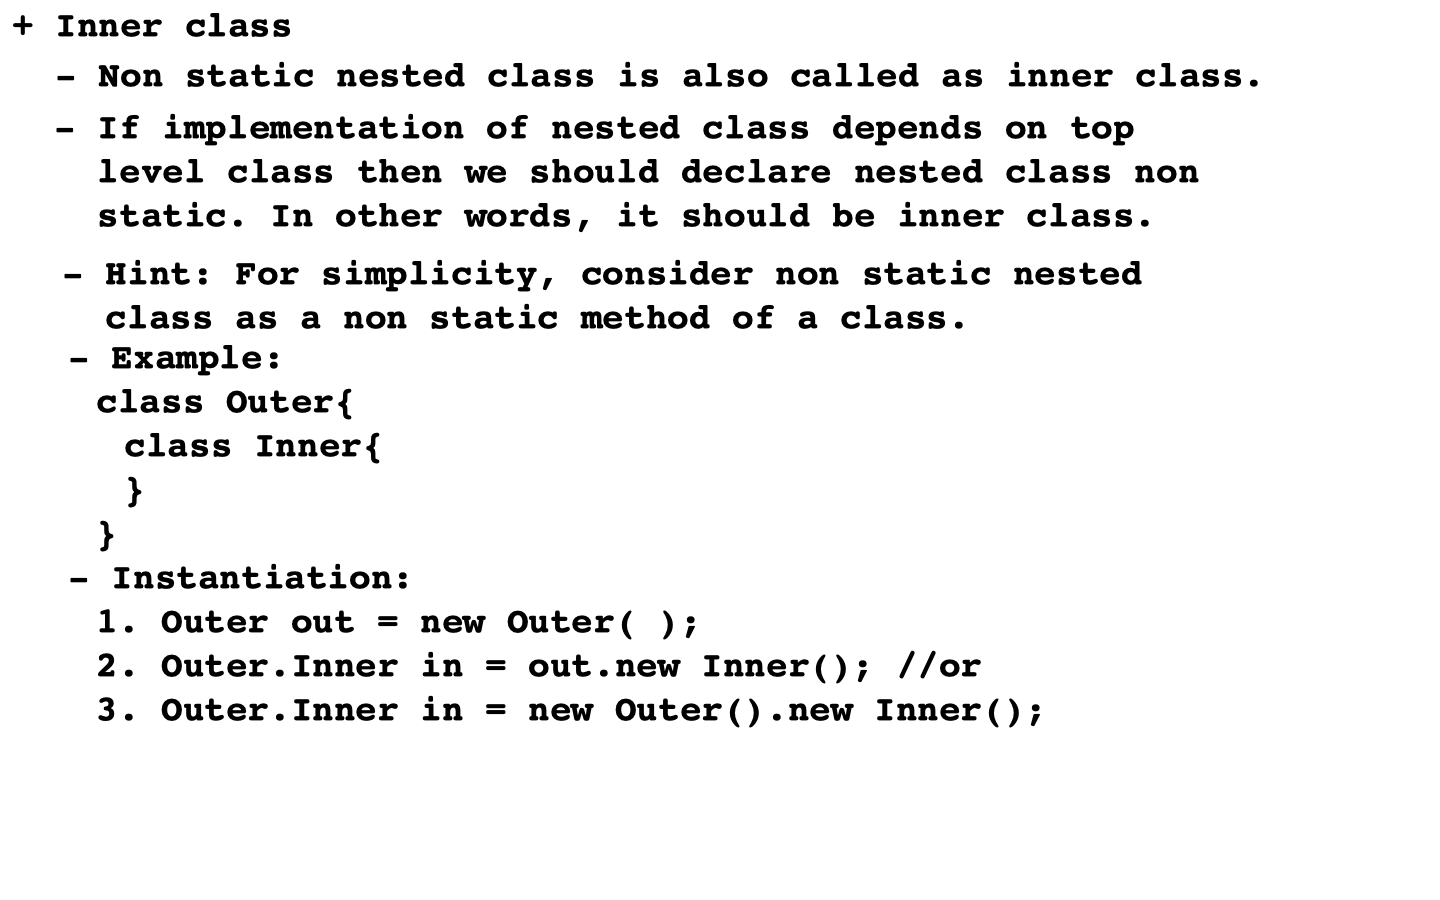 + Inner class
- Non static nested class is also called as inner class.
- If implementation of nested class depends on top
level class then we should declare nested class non
static. In other words, it should be inner class.
- Hint: For simplicity, consider non static nested
class as a non static method of a class.
- Example:
class Outer{
class Inner{
}
}
- Instantiation:
1. Outer out = new Outer( );
2. Outer.Inner in = out.new Inner(); //or
3. Outer.Inner in = new Outer().new Inner();